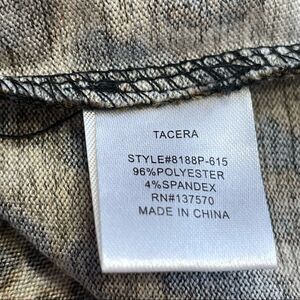 TACERA
STYLE#8188P-615
96%POLYESTER
4%SPANDEX
RN#137570
MADE IN CHINA